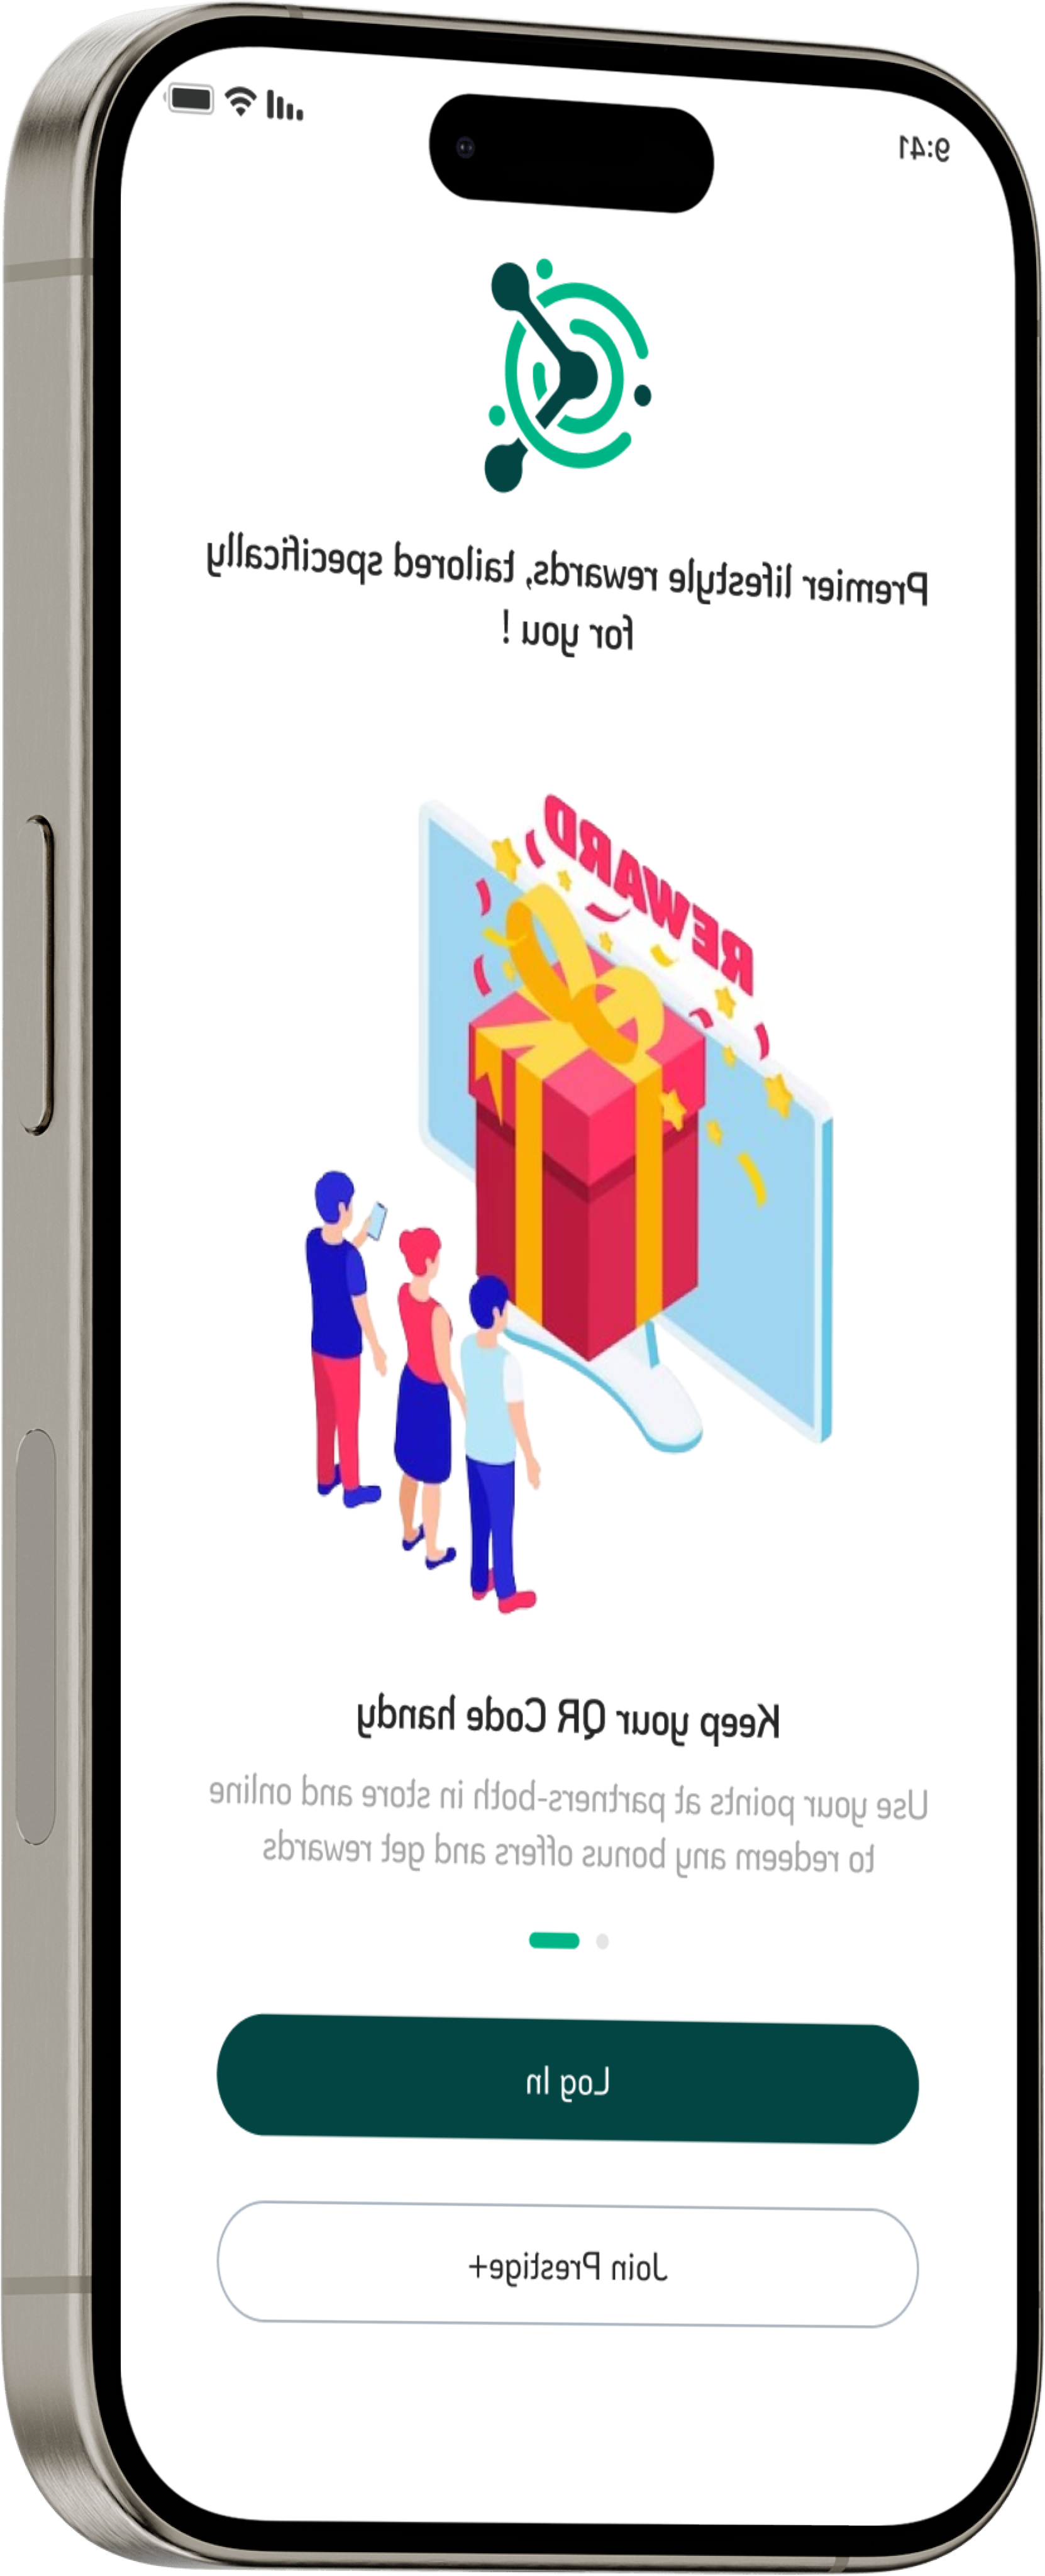 9:41
Premier lifestyle rewards, tailored specifically
for you !
REWARD
Keep your QR Code handy
Use your points at partners-both in store and online
to redeem any bonus offers and get rewards
Log In
Join Prestige+